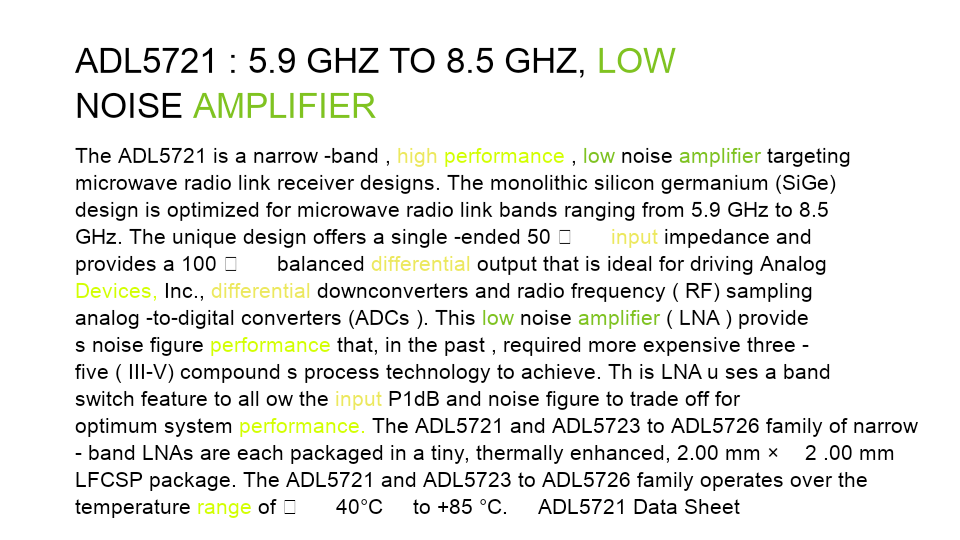 ADL5721 : 5.9 GHZ TO 8.5 GHZ, LOW
NOISE AMPLIFIER
The ADL5721 is a narrow -band , high performance , low noise amplifier targeting
microwave radio link receiver designs. The monolithic silicon germanium (SiGe)
design is optimized for microwave radio link bands ranging from 5.9 GHz to 8.5
GHz. The unique design offers a single -ended 50 □ input impedance and
provides a 100 □ balanced differential output that is ideal for driving Analog
Devices, Inc., differential downconverters and radio frequency ( RF) sampling
analog -to-digital converters (ADCs ). This low noise amplifier ( LNA ) provide
s noise figure performance that, in the past , required more expensive three -
five ( III-V) compound s process technology to achieve. Th is LNA u ses a band
switch feature to all ow the input P1dB and noise figure to trade off for
optimum system performance. The ADL5721 and ADL5723 to ADL5726 family of narrow
- band LNAs are each packaged in a tiny, thermally enhanced, 2.00 mm × 2 .00 mm
LFCSP package. The ADL5721 and ADL5723 to ADL5726 family operates over the
temperature range of □ 40°C to +85 °C. ADL5721 Data Sheet